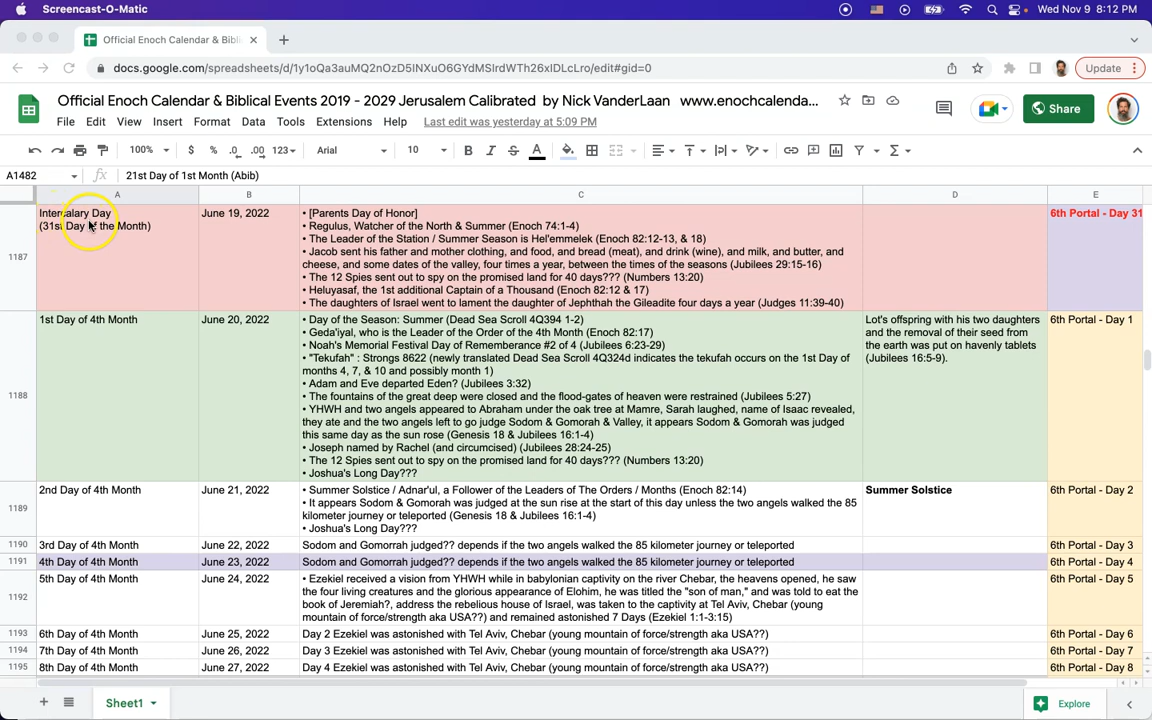 Screencast-O-Matic
Wed Nov 9 8:12 PM
Official Enoch Calendar & Bibli
docs.google.com/spreadsheets/d/1y1oQa3auMQ2nOzD5INXuO6GYdMSIrdWTh26xIDLcLro/edit#gid=0
Update
Official Enoch Calendar & Biblical Events 2019 - 2029 Jerusalem Calibrated by Nick VanderLaan www.enochcalenda...
Share
File Edit View Insert Format Data Tools Extensions Help Last edit was yesterday at 5:09 PM
100% $ % .0 .00 123 Arial 10 B I S A
A1482 fx 21st Day of 1st Month (Abib)
A B C D E
1187
Intercalary Day
(31st Day of the Month)
June 19, 2022
• [Parents Day of Honor]
• Regulus, Watcher of the North & Summer (Enoch 74:1-4)
• The Leader of the Station / Summer Season is Hel'emmelek (Enoch 82:12-13, & 18)
• Jacob sent his father and mother clothing, and food, and bread (meat), and drink (wine), and milk, and butter, and
cheese, and some dates of the valley, four times a year, between the times of the seasons (Jubilees 29:15-16)
• The 12 Spies sent out to spy on the promised land for 40 days??? (Numbers 13:20)
• Heluyasaf, the 1st additional Captain of a Thousand (Enoch 82:12 & 17)
• The daughters of Israel went to lament the daughter of Jephthah the Gileadite four days a year (Judges 11:39-40)
6th Portal - Day 31
1188
1st Day of 4th Month
June 20, 2022
• Day of the Season: Summer (Dead Sea Scroll 4Q394 1-2)
• Geda'iyal, who is the Leader of the Order of the 4th Month (Enoch 82:17)
• Noah's Memorial Festival Day of Rememberance #2 of 4 (Jubilees 6:23-29)
• "Tekufah" : Strongs 8622 (newly translated Dead Sea Scroll 4Q324d indicates the tekufah occurs on the 1st Day of
months 4, 7, & 10 and possibly month 1)
• Adam and Eve departed Eden? (Jubilees 3:32)
• The fountains of the great deep were closed and the flood-gates of heaven were restrained (Jubilees 5:27)
• YHWH and two angels appeared to Abraham under the oak tree at Mamre, Sarah laughed, name of Isaac revealed,
they ate and the two angels left to go judge Sodom & Gomorah & Valley, it appears Sodom & Gomorah was judged
this same day as the sun rose (Genesis 18 & Jubilees 16:1-4)
• Joseph named by Rachel (and circumcised) (Jubilees 28:24-25)
• The 12 Spies sent out to spy on the promised land for 40 days??? (Numbers 13:20)
• Joshua's Long Day???
Lot's offspring with his two daughters
and the removal of their seed from
the earth was put on havenly tablets
(Jubilees 16:5-9).
6th Portal - Day 1
1189
2nd Day of 4th Month
June 21, 2022
• Summer Solstice / Adnar'ul, a Follower of the Leaders of The Orders / Months (Enoch 82:14)
• It appears Sodom & Gomorah was judged at the sun rise at the start of this day unless the two angels walked the 85
kilometer journey or teleported (Genesis 18 & Jubilees 16:1-4)
• Joshua's Long Day???
Summer Solstice
6th Portal - Day 2
1190 3rd Day of 4th Month June 22, 2022 Sodom and Gomorrah judged?? depends if the two angels walked the 85 kilometer journey or teleported 6th Portal - Day 3
1191 4th Day of 4th Month June 23, 2022 Sodom and Gomorrah judged?? depends if the two angels walked the 85 kilometer journey or teleported 6th Portal - Day 4
1192
5th Day of 4th Month
June 24, 2022
• Ezekiel received a vision from YHWH while in babylonian captivity on the river Chebar, the heavens opened, he saw
the four living creatures and the glorious appearance of Elohim, he was titled the "son of man," and was told to eat the
book of Jeremiah?, address the rebelious house of Israel, was taken to the captivity at Tel Aviv, Chebar (young
mountain of force/strength aka USA??) and remained astonished 7 Days (Ezekiel 1:1-3:15)
6th Portal - Day 5
1193 6th Day of 4th Month June 25, 2022 Day 2 Ezekiel was astonished with Tel Aviv, Chebar (young mountain of force/strength aka USA??) 6th Portal - Day 6
1194 7th Day of 4th Month June 26, 2022 Day 3 Ezekiel was astonished with Tel Aviv, Chebar (young mountain of force/strength aka USA??) 6th Portal - Day 7
1195 8th Day of 4th Month June 27, 2022 Day 4 Ezekiel was astonished with Tel Aviv, Chebar (young mountain of force/strength aka USA??) 6th Portal - Day 8
Sheet1
Explore